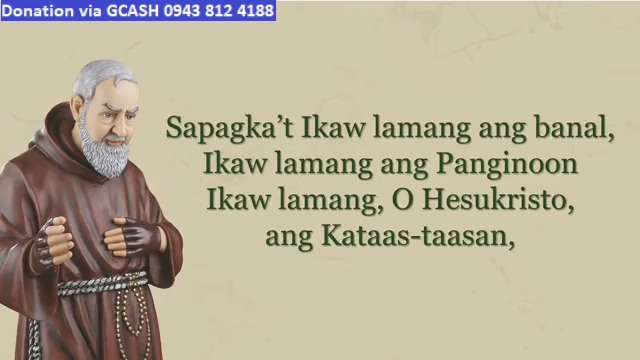 Donation via GCASH 0943 812 4188
Sapagka’t Ikaw lamang ang banal,
Ikaw lamang ang Panginoon
Ikaw lamang, O Hesukristo,
ang Kataas-taasan,